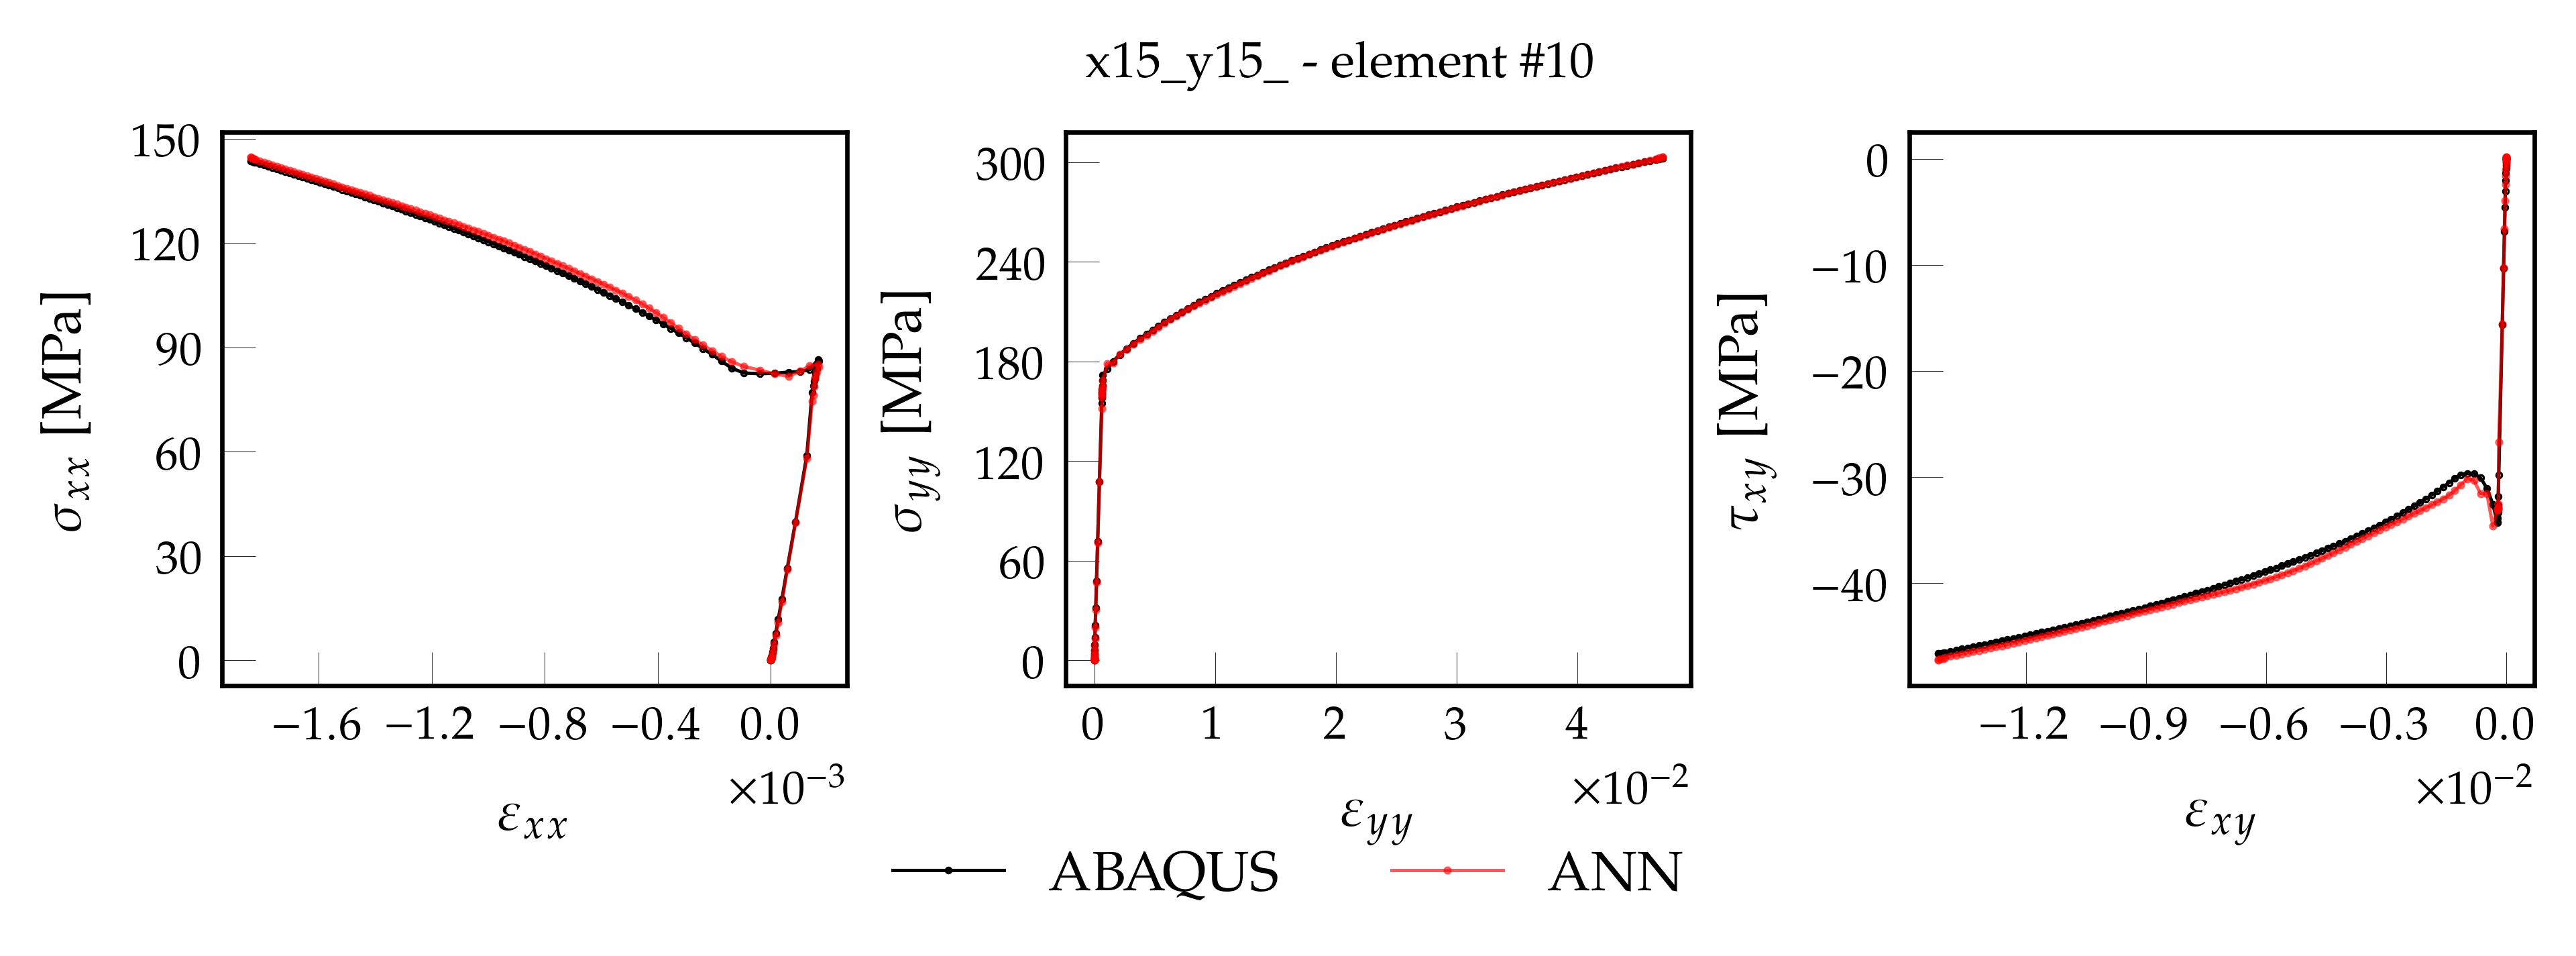 x15_y15_ - element #10
150
120
90
60
30
0
σxx [MPa]
−1.6 −1.2 −0.8 −0.4 0.0
×10⁻³
εxx
300
240
180
120
60
0
σyy [MPa]
0 1 2 3 4
×10⁻²
εyy
0
−10
−20
−30
−40
τxy [MPa]
−1.2 −0.9 −0.6 −0.3 0.0
×10⁻²
εxy
ABAQUS ANN